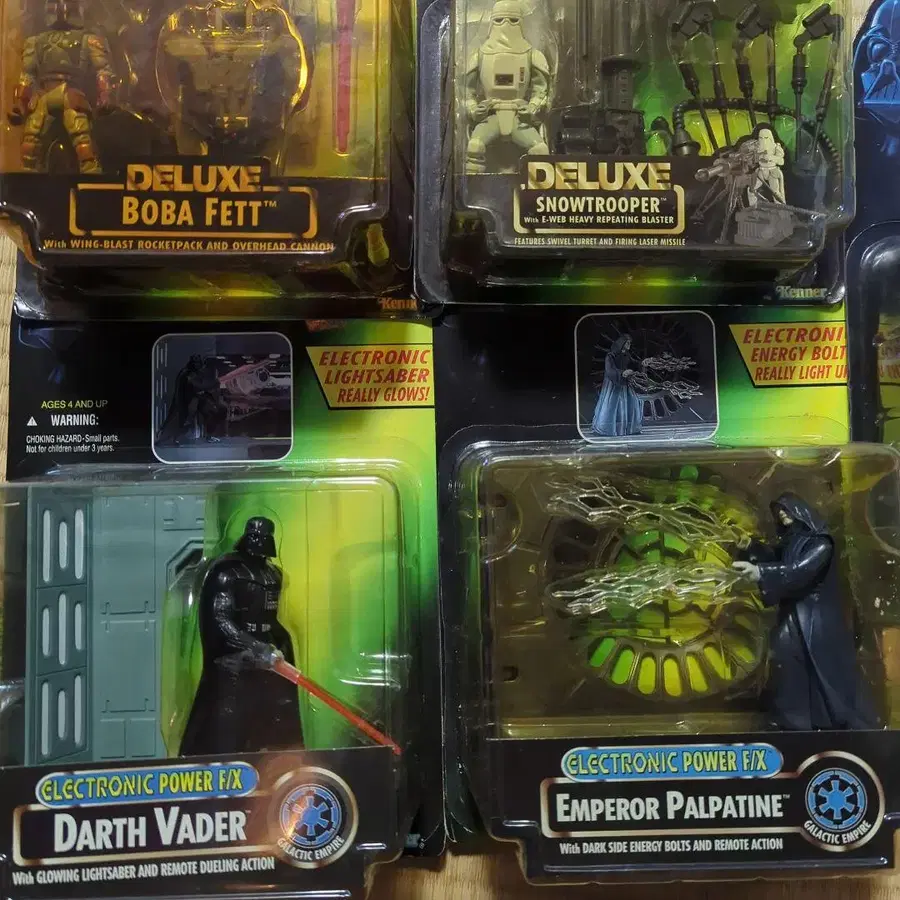 DELUXE
BOBA FETT™
With WING-BLAST ROCKETPACK AND OVERHEAD CANNON
Kenn
DELUXE
SNOWTROOPER™
With E-WEB HEAVY REPEATING BLASTER
FEATURES SWIVEL TURRET AND FIRING LASER MISSILE
Kenner
AGES 4 AND UP
WARNING:
CHOKING HAZARD-Small parts.
Not for children under 3 years.
ELECTRONIC
LIGHTSABER
REALLY GLOWS!
ELECTRONI
ENERGY BOLT
REALLY LIGHT U
ELECTRONIC POWER F/X
DARTH VADER™
With GLOWING LIGHTSABER AND REMOTE DUELING ACTION
GALACTIC EMPIRE
ELECTRONIC POWER F/X
EMPEROR PALPATINE™
With DARK SIDE ENERGY BOLTS AND REMOTE ACTION
GALACTIC EMPIRE